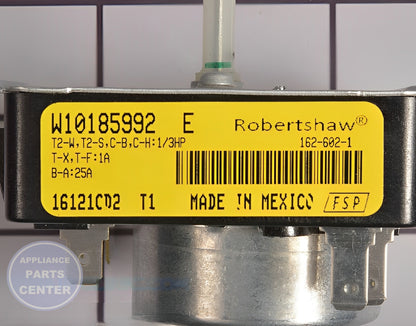 W10185992 E
Robertshaw®
T2-W,T2-S,C-B,C-H:1/3HP
162-602-1
T-X,T-F:1A
B-A:25A
16121CD2 T1 MADE IN MEXICO FSP
APPLIANCE
PARTS
CENTER